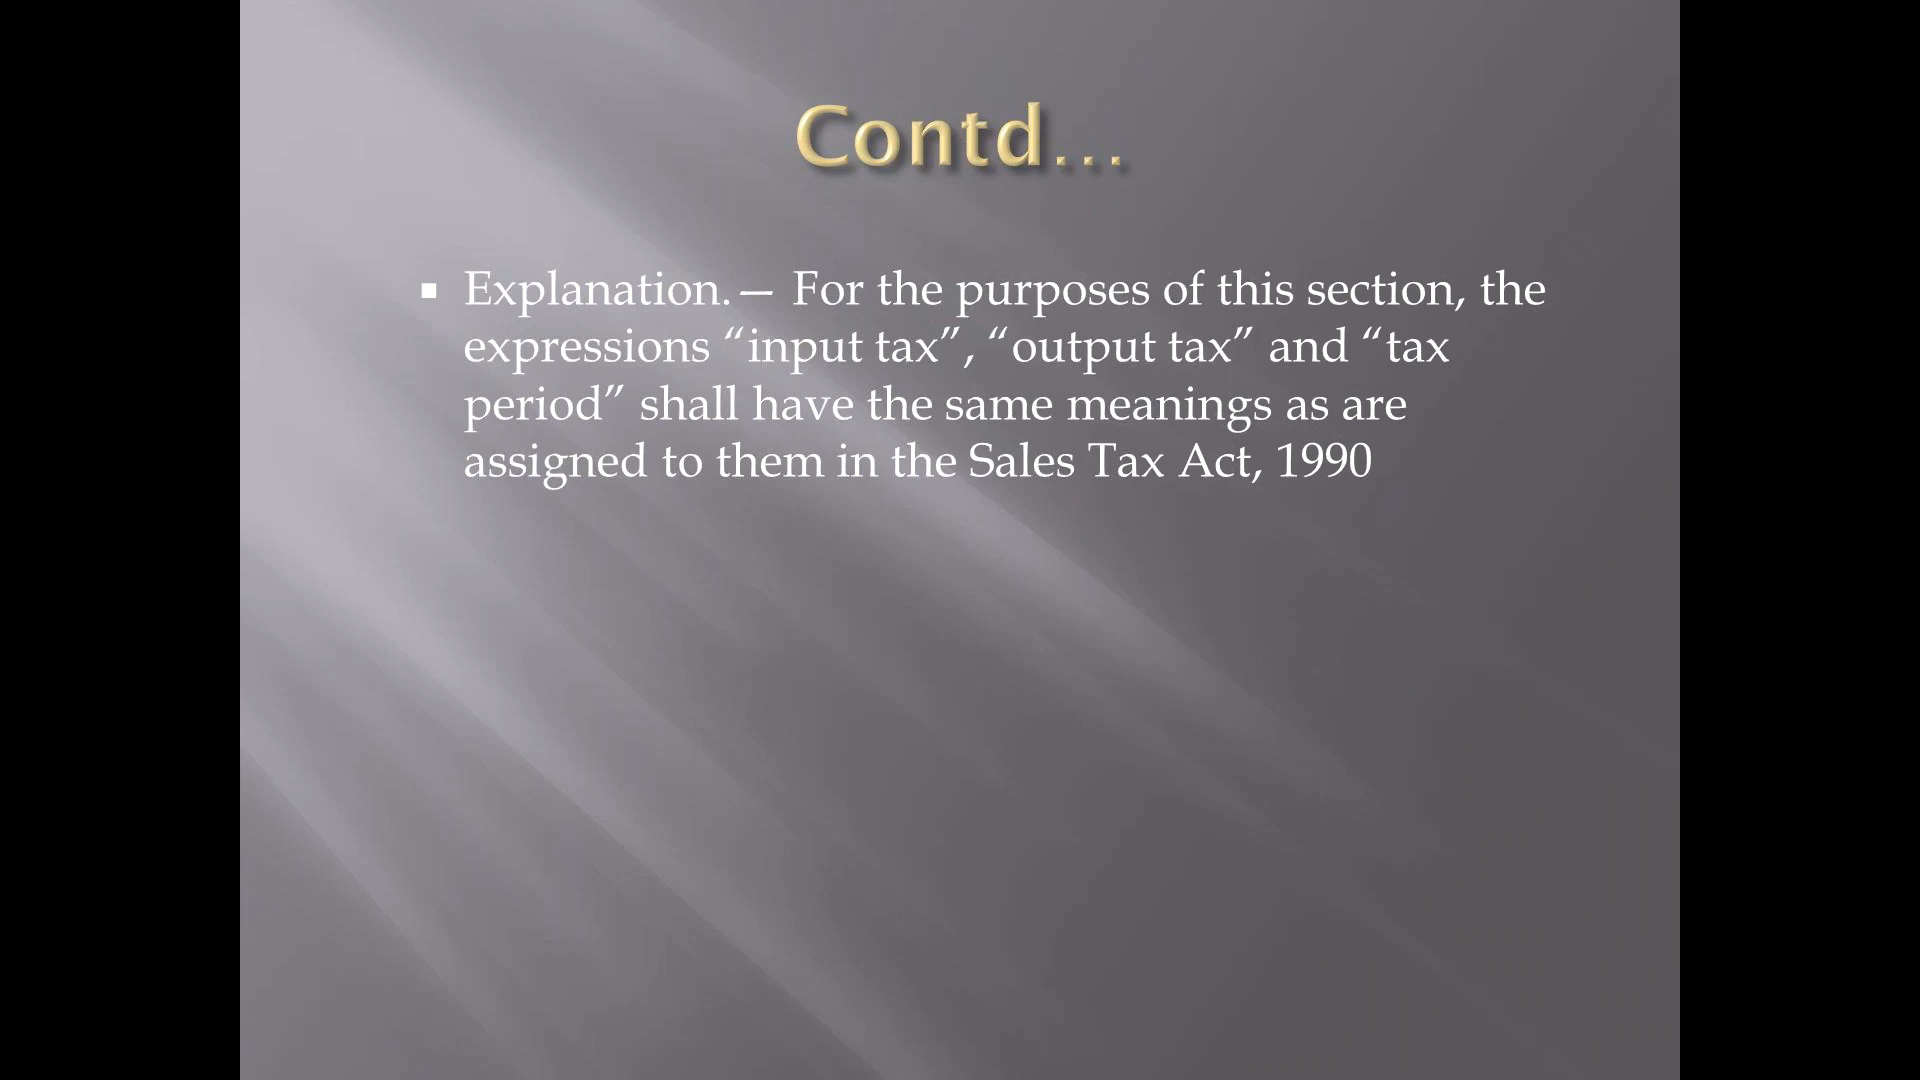 Contd...
▪ Explanation.— For the purposes of this section, the
expressions “input tax”, “output tax” and “tax
period” shall have the same meanings as are
assigned to them in the Sales Tax Act, 1990